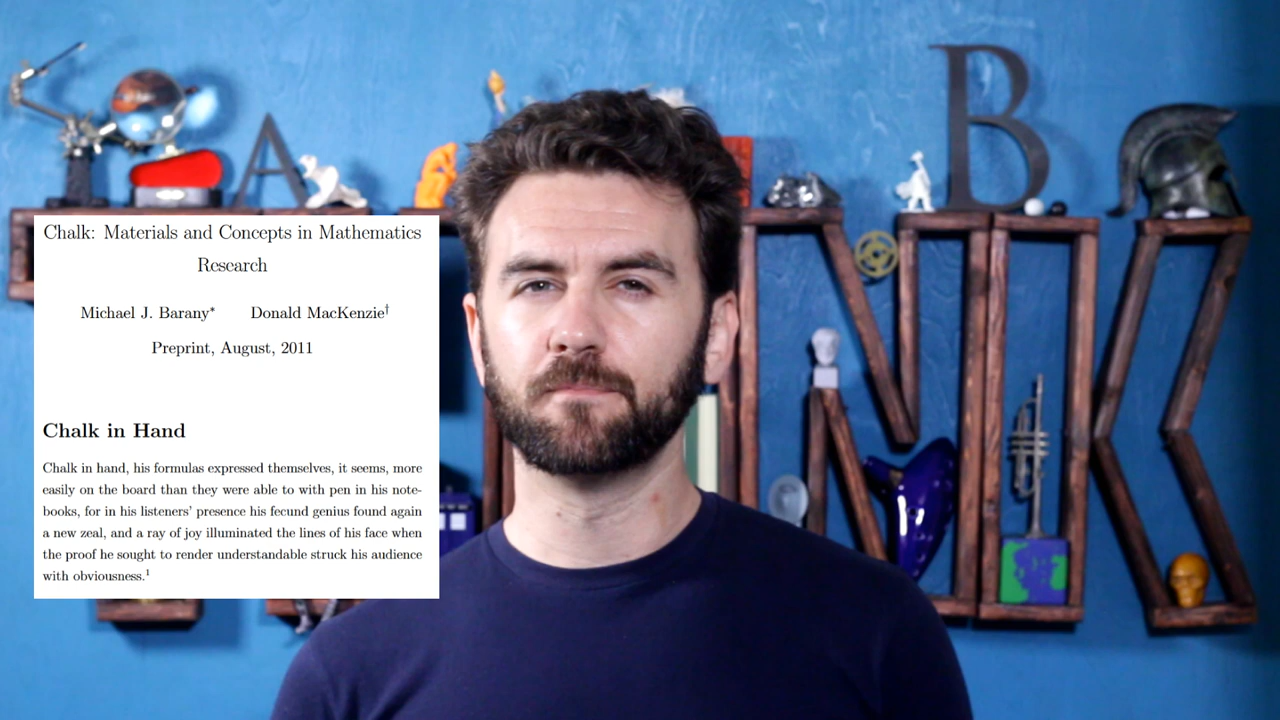 A
B
Chalk: Materials and Concepts in Mathematics
Research
Michael J. Barany* Donald MacKenzie†
Preprint, August, 2011
Chalk in Hand
Chalk in hand, his formulas expressed themselves, it seems, more
easily on the board than they were able to with pen in his note-
books, for in his listeners' presence his fecund genius found again
a new zeal, and a ray of joy illuminated the lines of his face when
the proof he sought to render understandable struck his audience
with obviousness.1